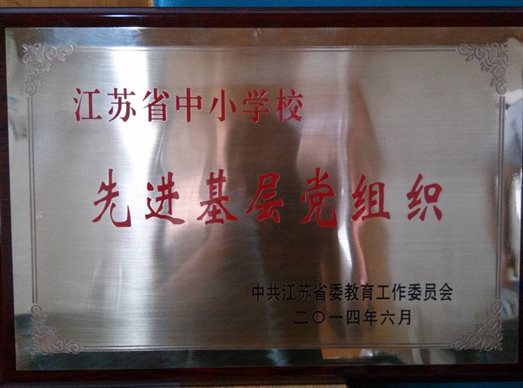 江苏省中小学校
先进基层党组织
中共江苏省委教育工作委员会
二〇一四年六月